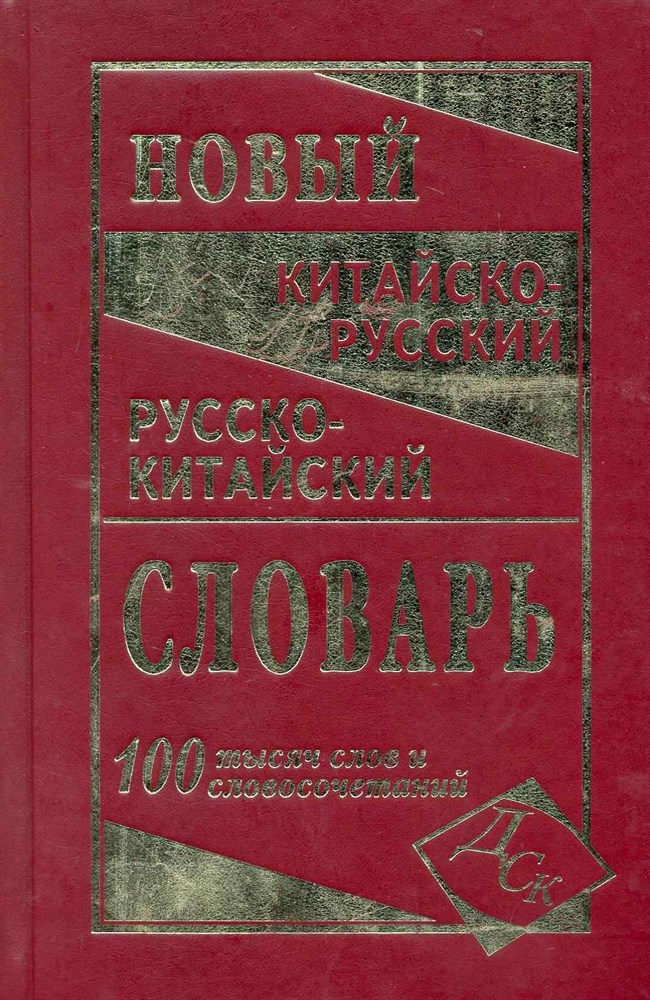 НОВЫЙ
КИТАЙСКО-
РУССКИЙ
РУССКО-
КИТАЙСКИЙ
СЛОВАРЬ
100 тысяч слов и
словосочетаний
ДСК